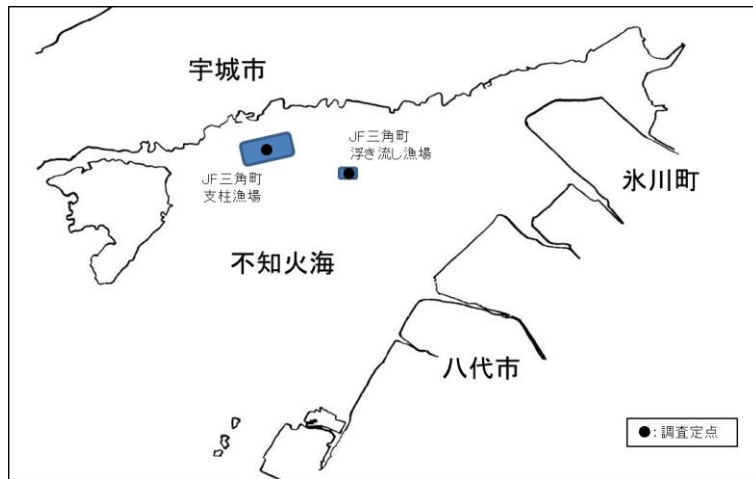 宇城市
JF三角町
浮き流し漁場
JF三角町
支柱漁場
氷川町
不知火海
八代市
●：調査定点